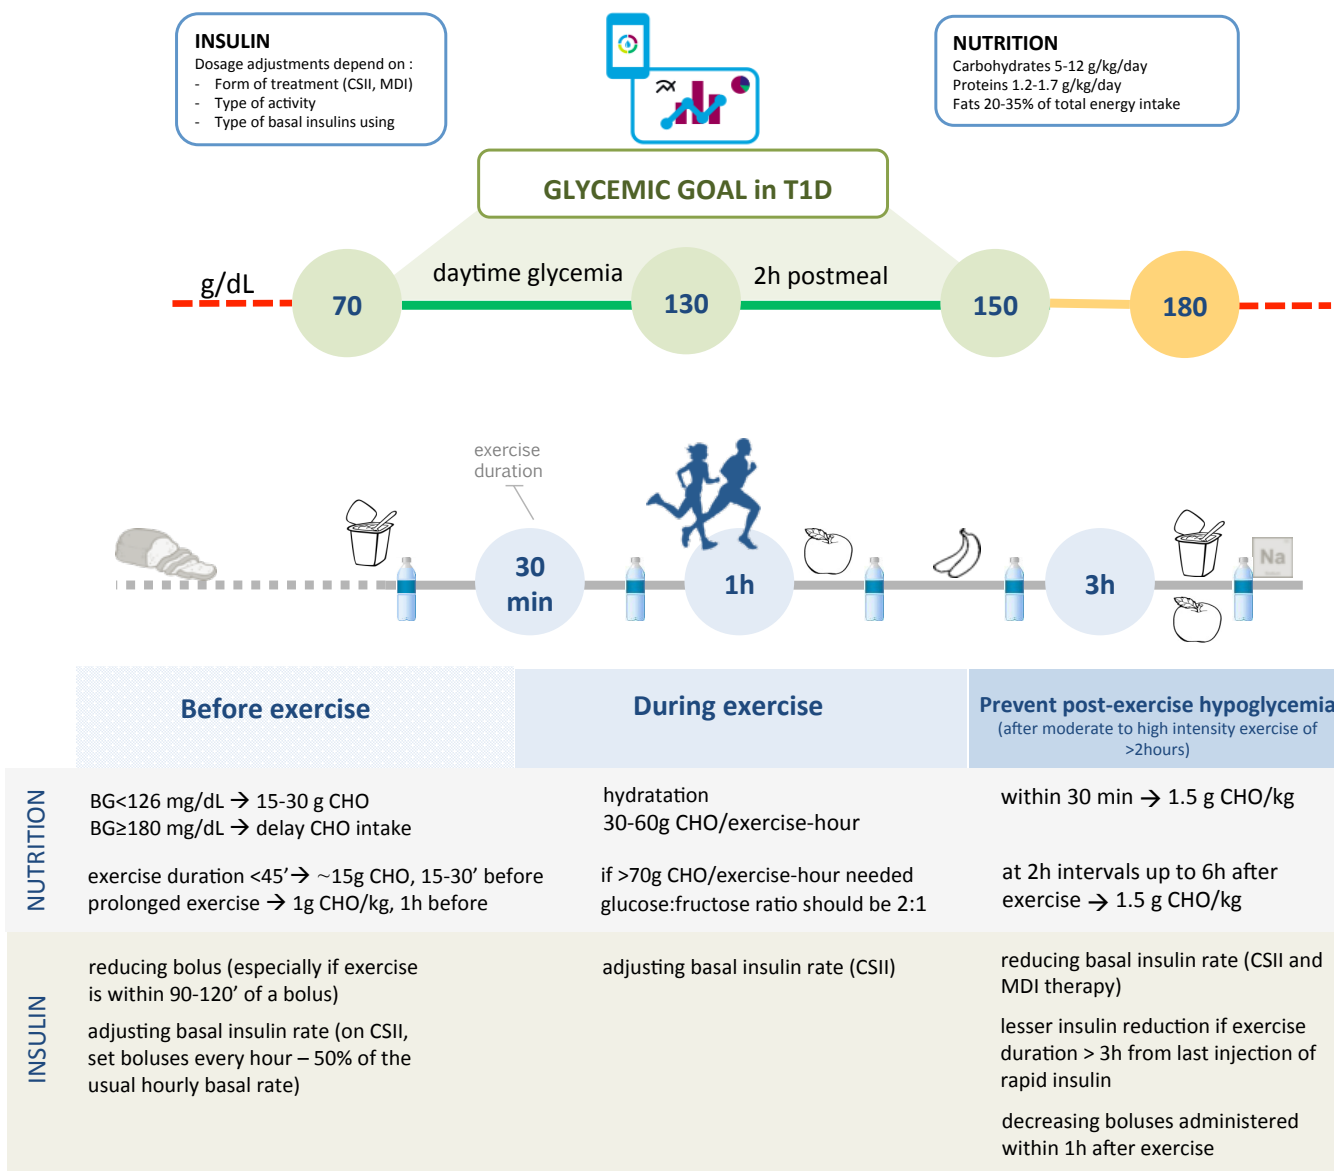 INSULIN
Dosage adjustments depend on :
- Form of treatment (CSII, MDI)
- Type of activity
- Type of basal insulins using
NUTRITION
Carbohydrates 5-12 g/kg/day
Proteins 1.2-1.7 g/kg/day
Fats 20-35% of total energy intake
GLYCEMIC GOAL in T1D
g/dL
daytime glycemia
2h postmeal
70
130
150
180
exercise
duration
30
min
1h
3h
Na
Before exercise
During exercise
Prevent post-exercise hypoglycemia
(after moderate to high intensity exercise of
>2hours)
NUTRITION
BG<126 mg/dL → 15-30 g CHO
BG≥180 mg/dL → delay CHO intake
exercise duration <45′→ ~15g CHO, 15-30′ before
prolonged exercise → 1g CHO/kg, 1h before
hydratation
30-60g CHO/exercise-hour
if >70g CHO/exercise-hour needed
glucose:fructose ratio should be 2:1
within 30 min → 1.5 g CHO/kg
at 2h intervals up to 6h after
exercise → 1.5 g CHO/kg
INSULIN
reducing bolus (especially if exercise
is within 90-120′ of a bolus)
adjusting basal insulin rate (on CSII,
set boluses every hour – 50% of the
usual hourly basal rate)
adjusting basal insulin rate (CSII)
reducing basal insulin rate (CSII and
MDI therapy)
lesser insulin reduction if exercise
duration > 3h from last injection of
rapid insulin
decreasing boluses administered
within 1h after exercise